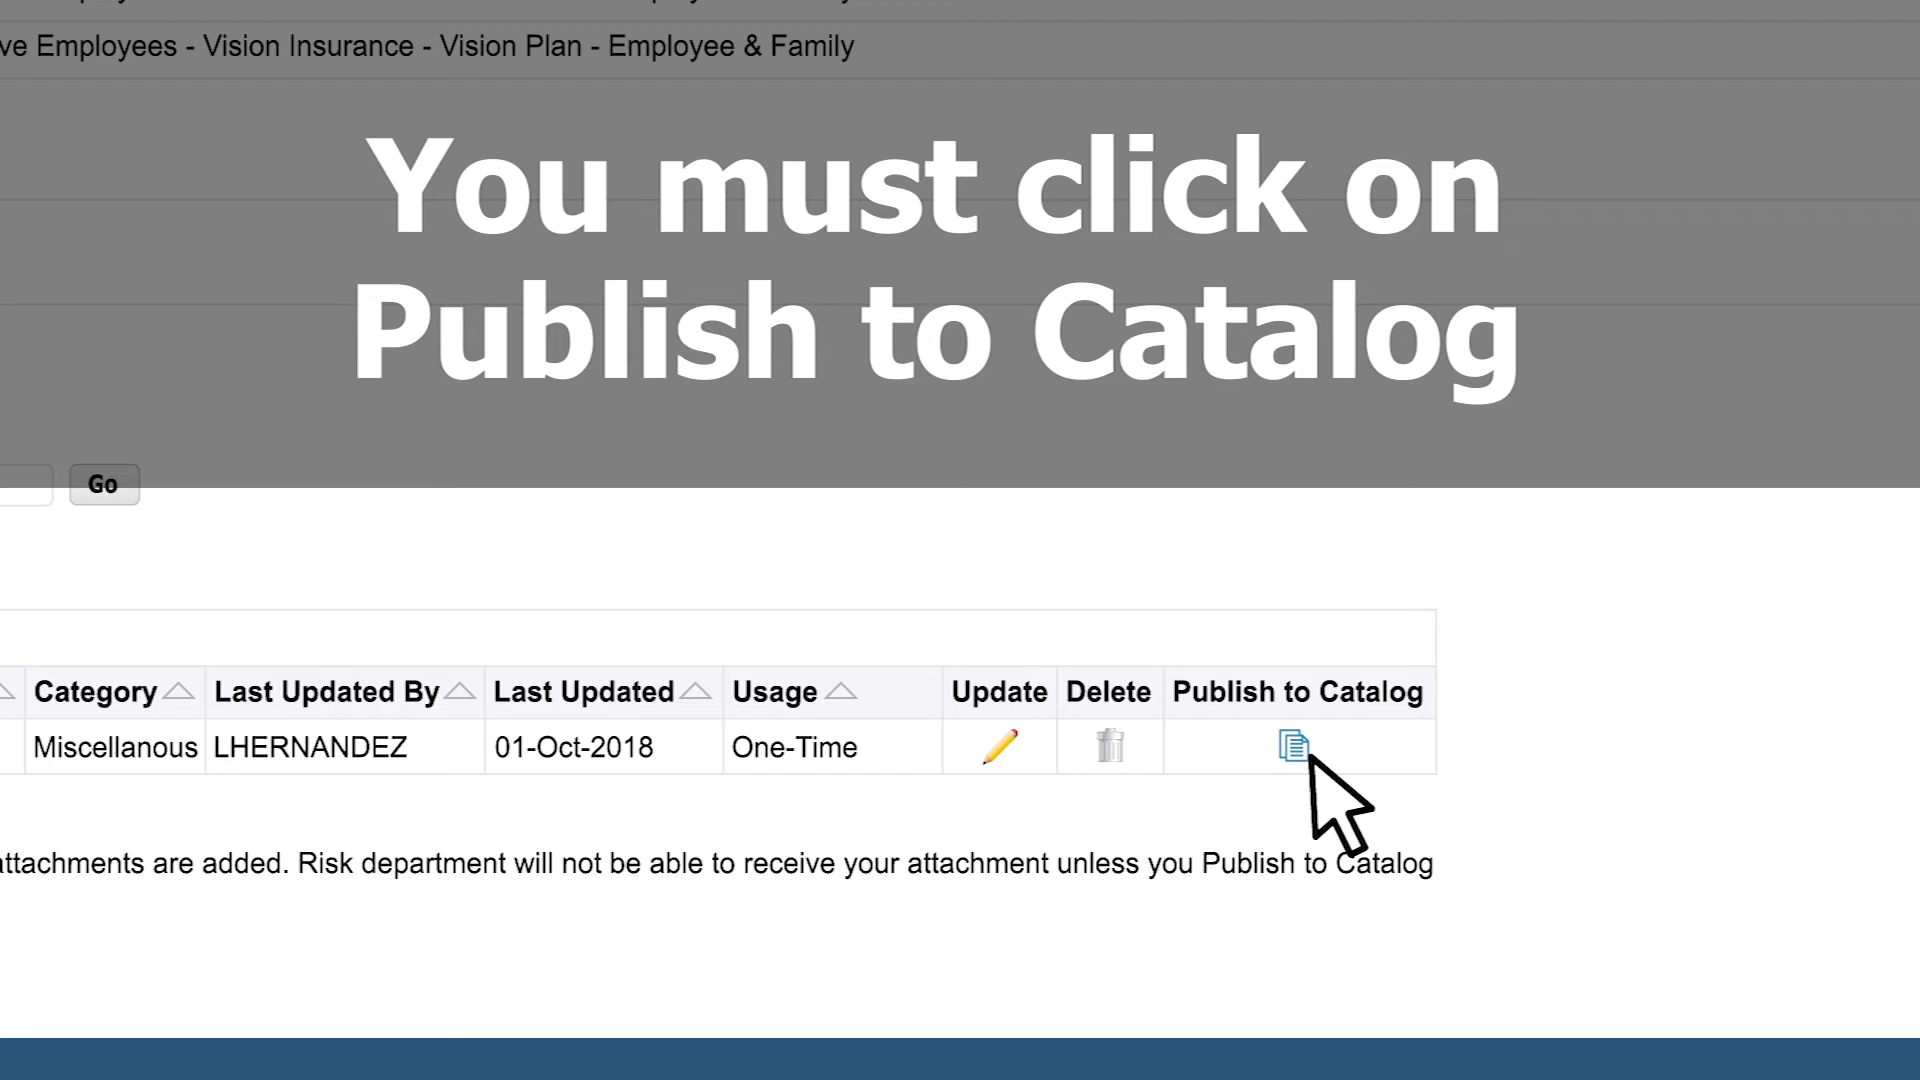 ve Employees - Vision Insurance - Vision Plan - Employee & Family
You must click on
Publish to Catalog
Go
Category Last Updated By Last Updated Usage Update Delete Publish to Catalog
Miscellanous LHERNANDEZ 01-Oct-2018 One-Time
ttachments are added. Risk department will not be able to receive your attachment unless you Publish to Catalog